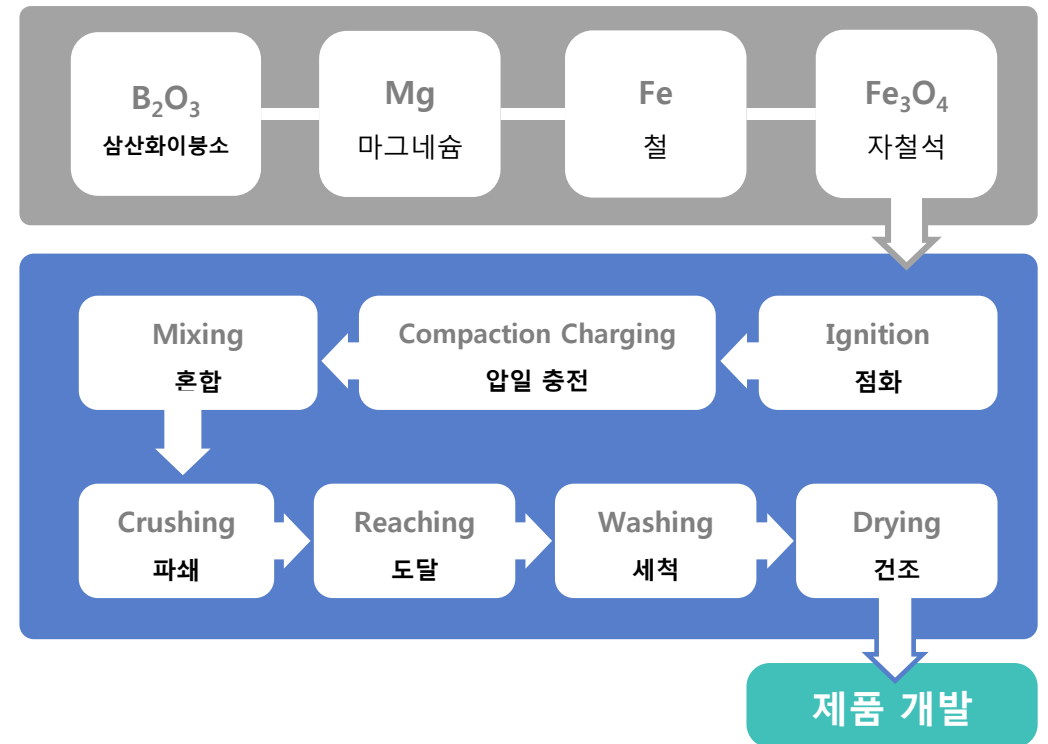 B₂O₃
삼산화이붕소
Mg
마그네슘
Fe
철
Fe₃O₄
자철석
Ignition
점화
Compaction Charging
압일 충전
Mixing
혼합
Crushing
파쇄
Reaching
도달
Washing
세척
Drying
건조
제품 개발